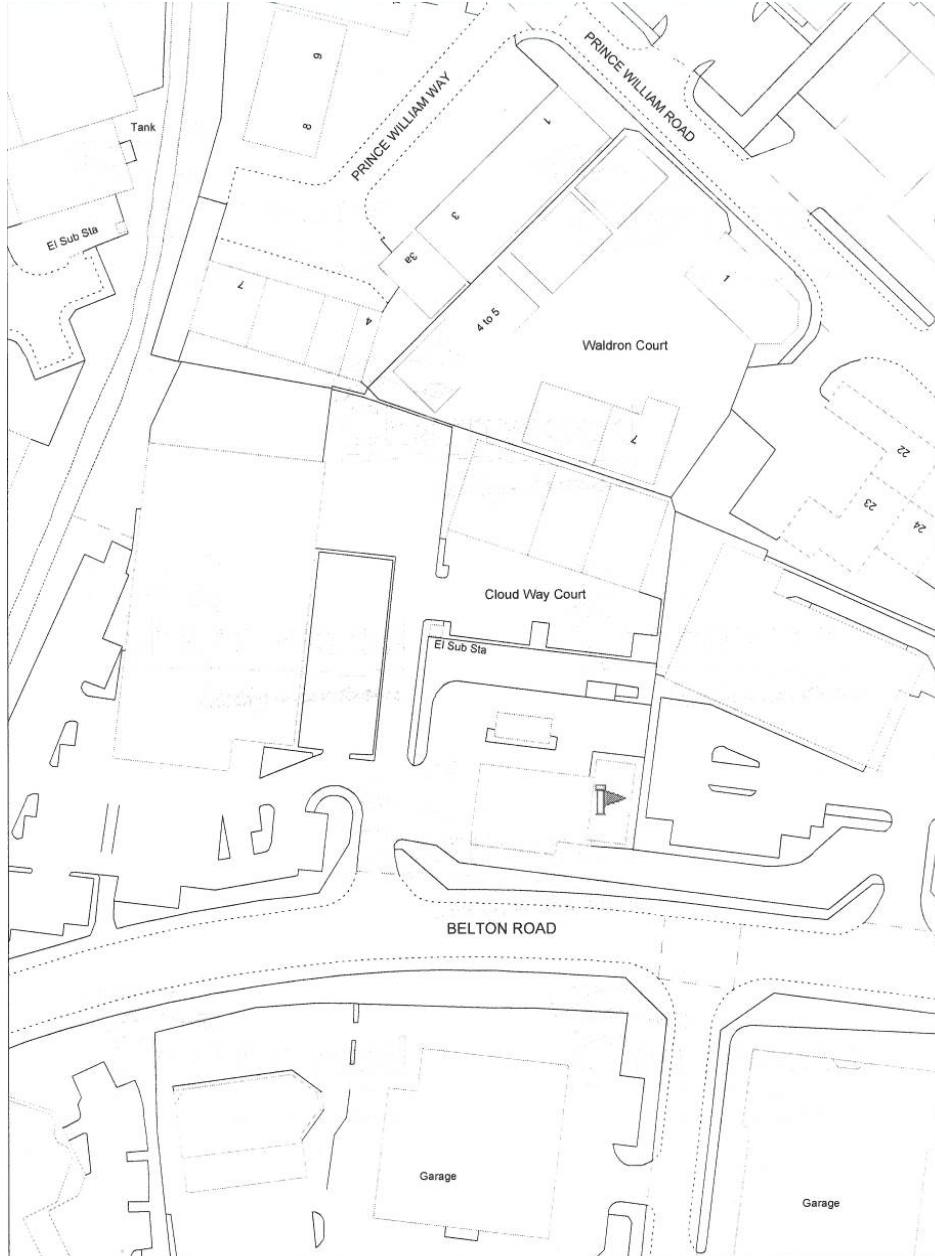 PRINCE WILLIAM ROAD
PRINCE WILLIAM WAY
9
8
Tank
1
3
El Sub Sta
3a
1
7
4
4 to 5
Waldron Court
7
22
23
24
Cloud Way Court
El Sub Sta
BELTON ROAD
Garage
Garage